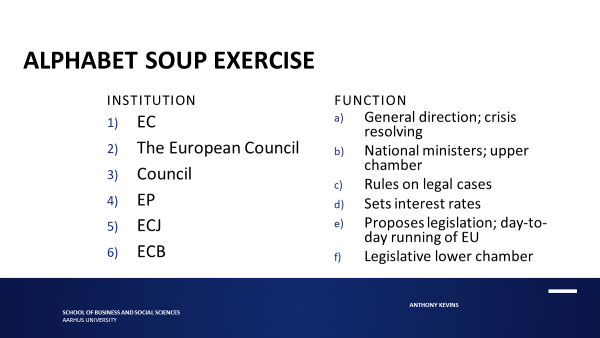 ALPHABET SOUP EXERCISE
INSTITUTION
1) EC
2) The European Council
3) Council
4) EP
5) ECJ
6) ECB
FUNCTION
a) General direction; crisis
resolving
b) National ministers; upper
chamber
c) Rules on legal cases
d) Sets interest rates
e) Proposes legislation; day-to-
day running of EU
f) Legislative lower chamber
SCHOOL OF BUSINESS AND SOCIAL SCIENCES
AARHUS UNIVERSITY
ANTHONY KEVINS